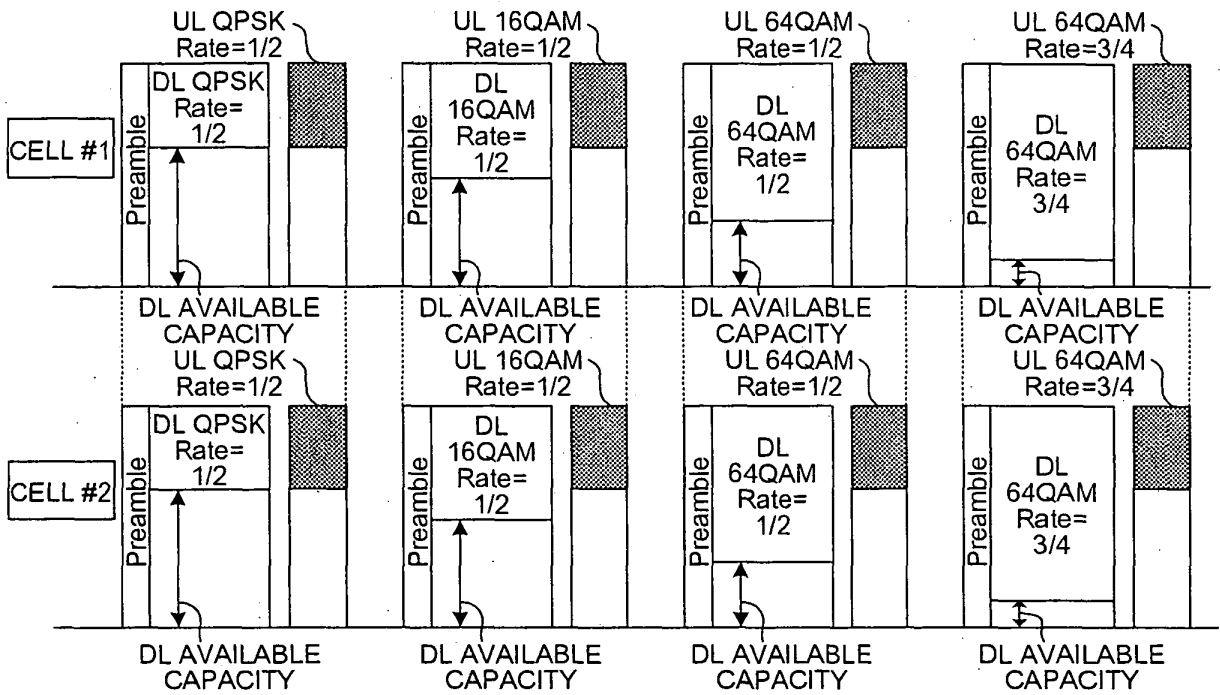 UL QPSK
Rate=1/2
UL 16QAM
Rate=1/2
UL 64QAM
Rate=1/2
UL 64QAM
Rate=3/4
CELL #1
Preamble
DL QPSK
Rate=
1/2
Preamble
DL
16QAM
Rate=
1/2
Preamble
DL
64QAM
Rate=
1/2
Preamble
DL
64QAM
Rate=
3/4
DL AVAILABLE
CAPACITY
DL AVAILABLE
CAPACITY
DL AVAILABLE
CAPACITY
DL AVAILABLE
CAPACITY
UL QPSK
Rate=1/2
UL 16QAM
Rate=1/2
UL 64QAM
Rate=1/2
UL 64QAM
Rate=3/4
CELL #2
Preamble
DL QPSK
Rate=
1/2
Preamble
DL
16QAM
Rate=
1/2
Preamble
DL
64QAM
Rate=
1/2
Preamble
DL
64QAM
Rate=
3/4
DL AVAILABLE
CAPACITY
DL AVAILABLE
CAPACITY
DL AVAILABLE
CAPACITY
DL AVAILABLE
CAPACITY